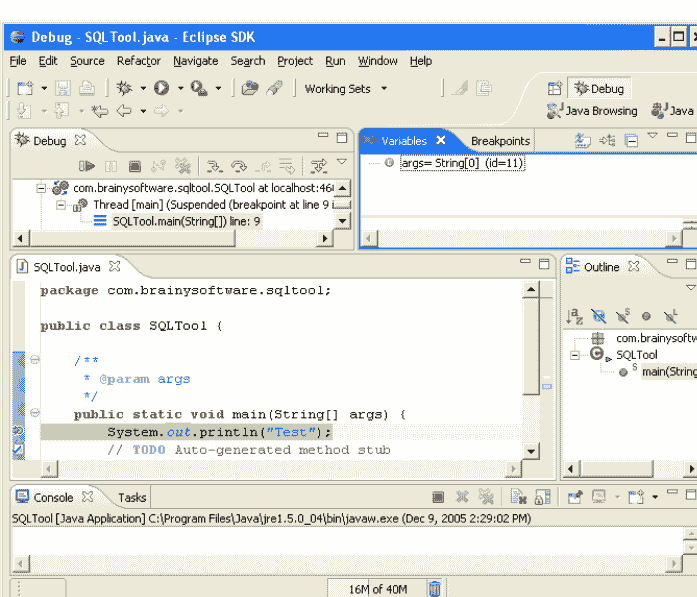 Debug - SQLTool.java - Eclipse SDK
File Edit Source Refactor Navigate Search Project Run Window Help
Working Sets
Debug
Java Browsing Java
Debug
Variables Breakpoints
com.brainysoftware.sqltool.SQLTool at localhost:46
Thread [main] (Suspended (breakpoint at line 9 i
SQLTool.main(String[]) line: 9
args= String[0] (id=11)
SQLTool.java
package com.brainysoftware.sqltool;
public class SQLTool {
/**
* @param args
*/
public static void main(String[] args) {
System.out.println("Test");
// TODO Auto-generated method stub
Outline
com.brainysoftw
SQLTool
main(String
Console Tasks
SQLTool [Java Application] C:\Program Files\Java\jre1.5.0_04\bin\javaw.exe (Dec 9, 2005 2:29:02 PM)
16M of 40M